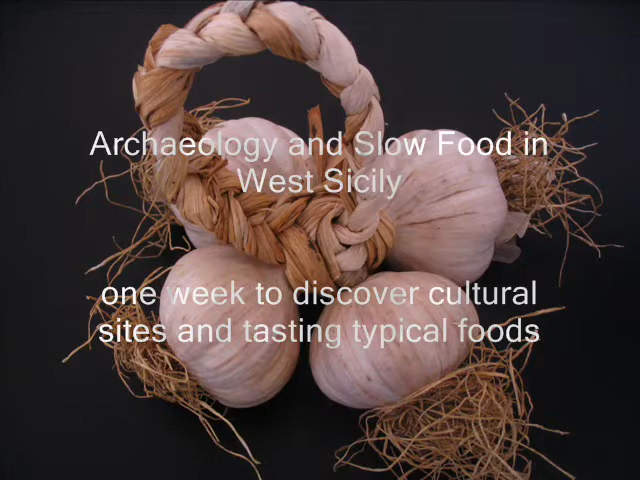 Archaeology and Slow Food in
West Sicily
one week to discover cultural
sites and tasting typical foods